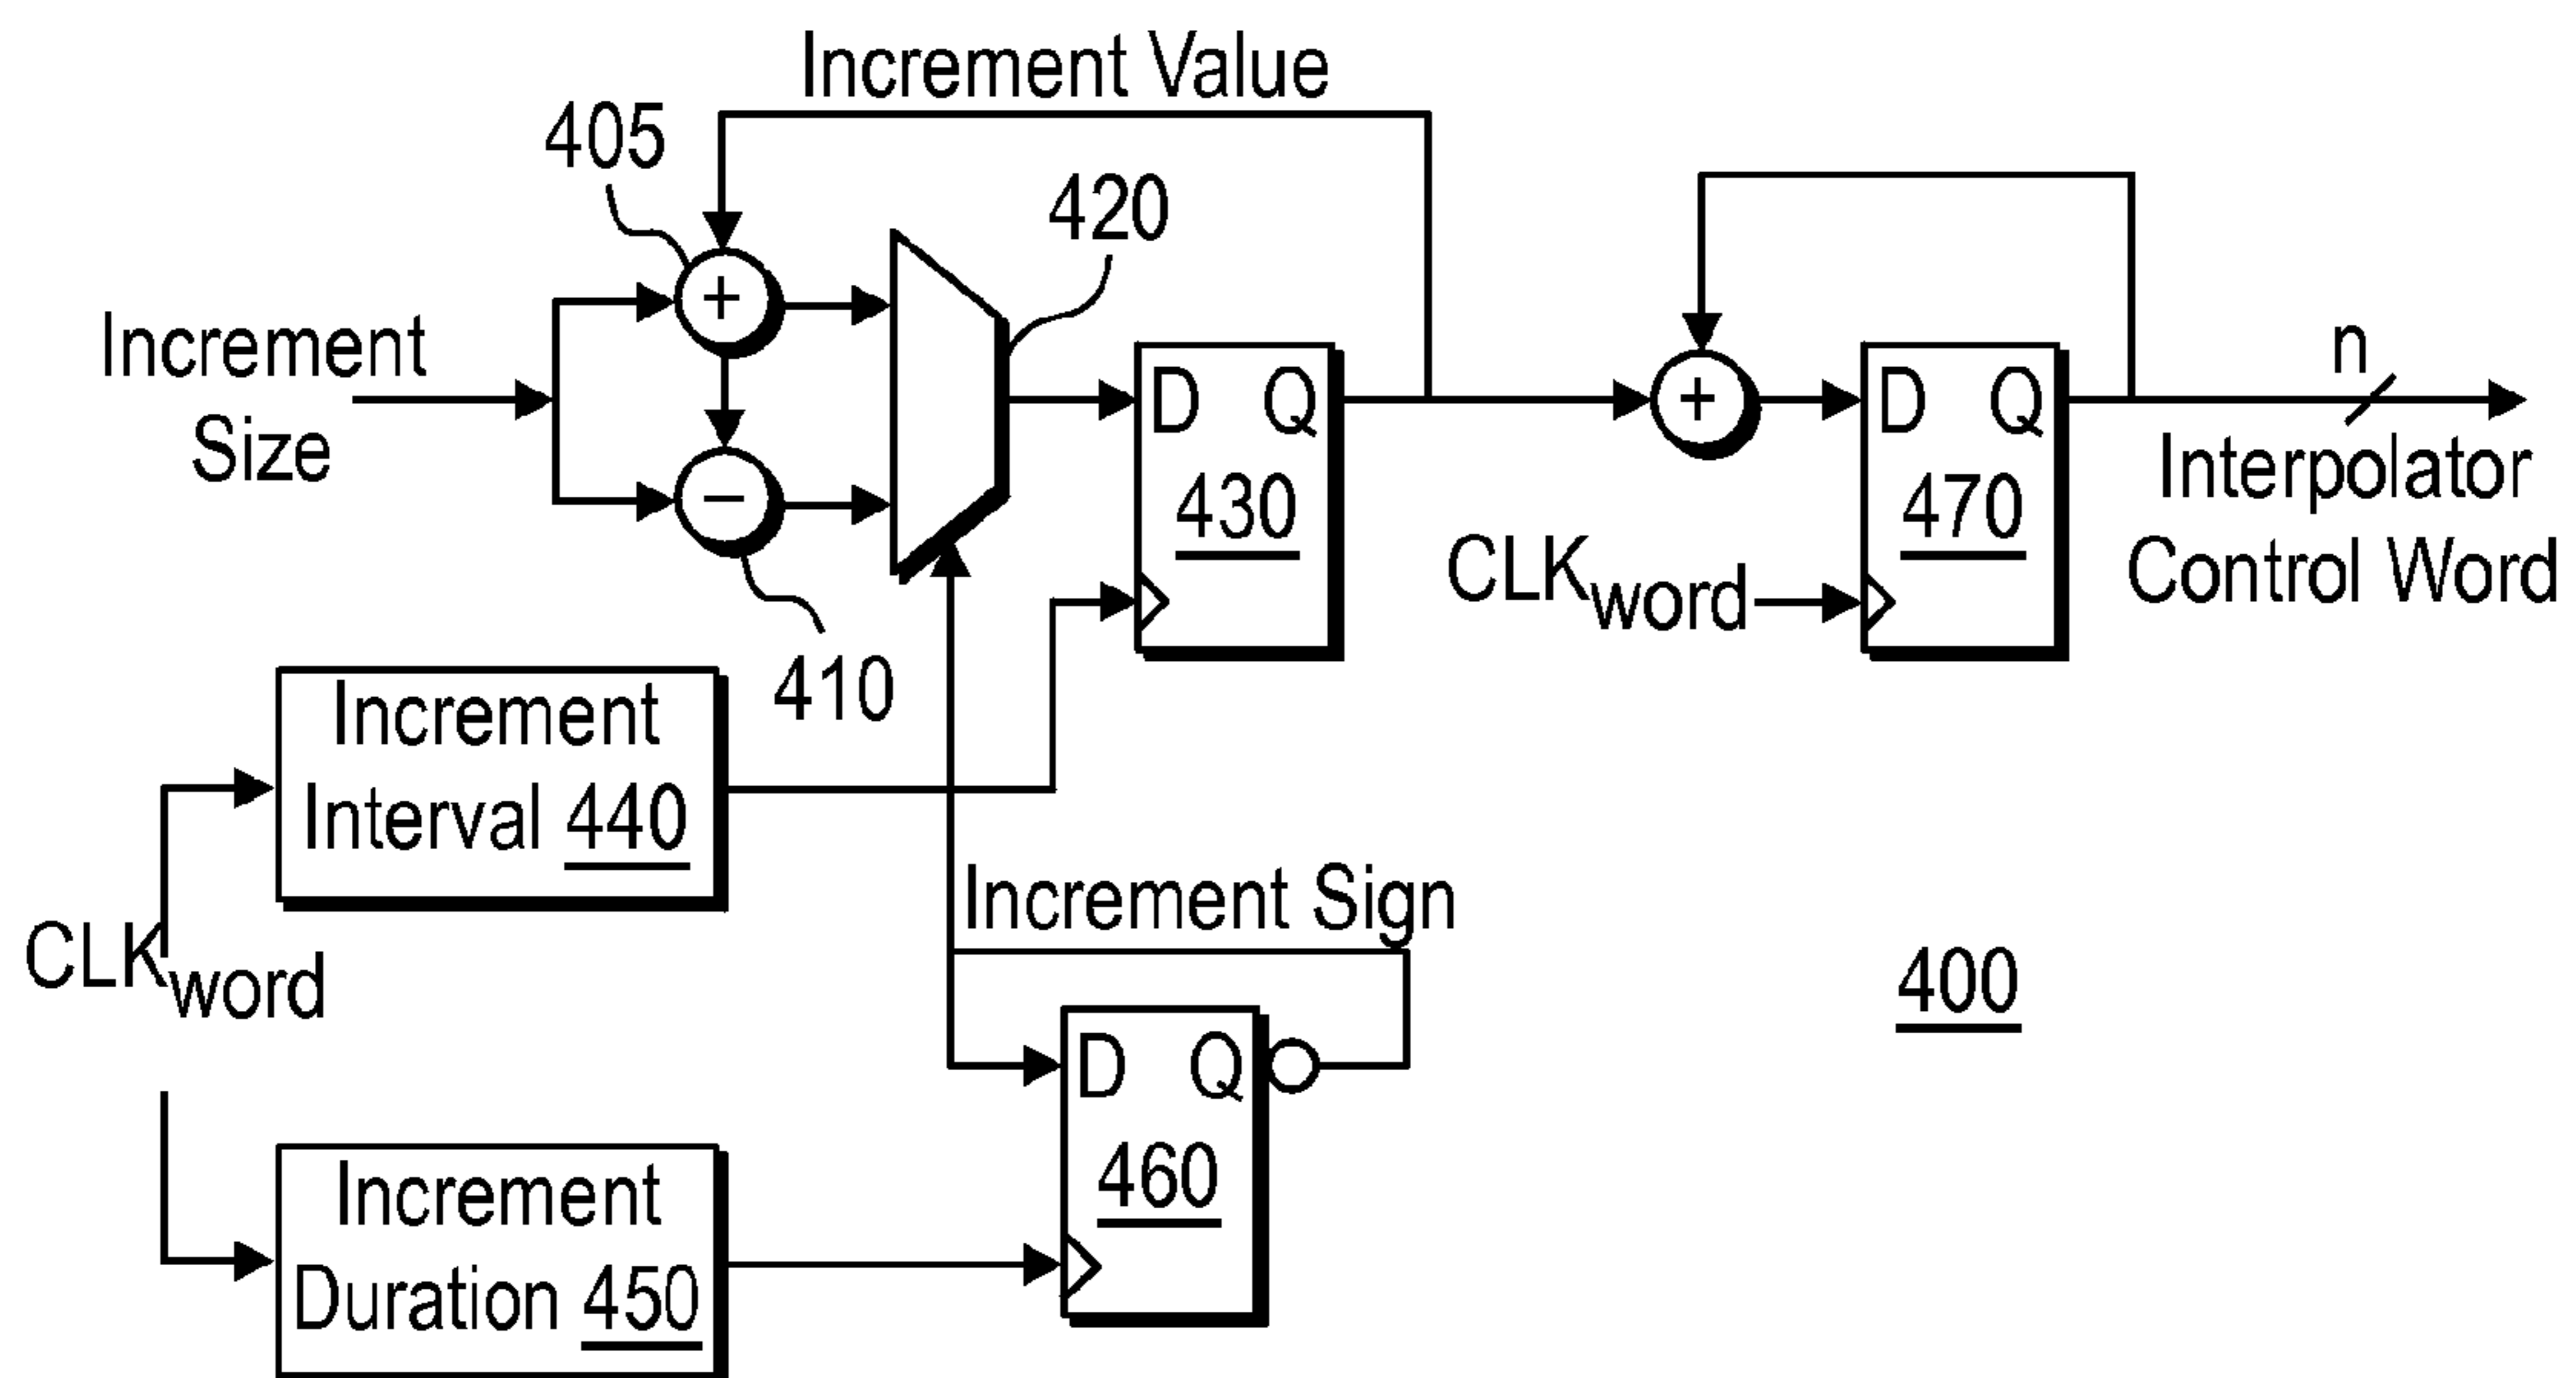 Increment Value
405
420
+
Increment
Size
−
410
D Q
430
+
CLKword
D Q
470
n
Interpolator
Control Word
Increment
Interval 440
CLKword
Increment Sign
Increment
Duration 450
D Q
460
400